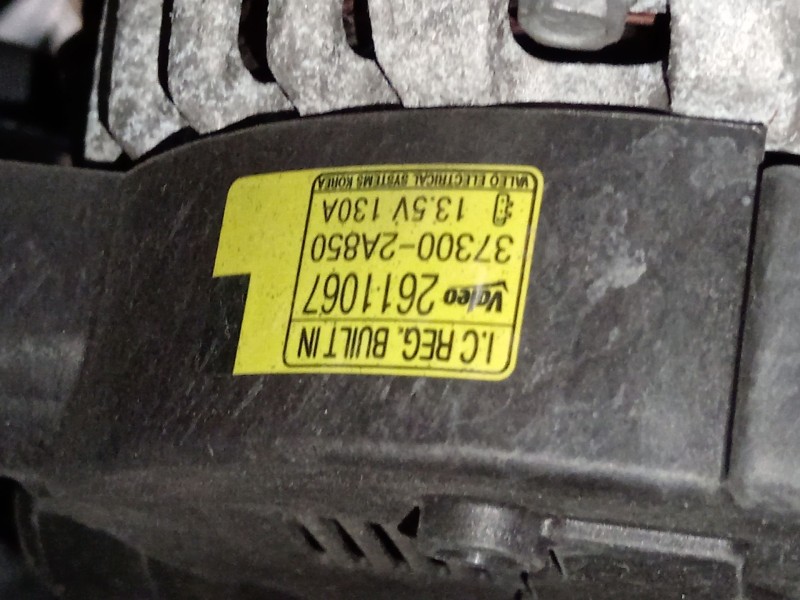 I.C REG. BUILT IN
Valeo 2611067
37300-2A850
13.5V 130A
VALEO ELECTRICAL SYSTEMS KOREA